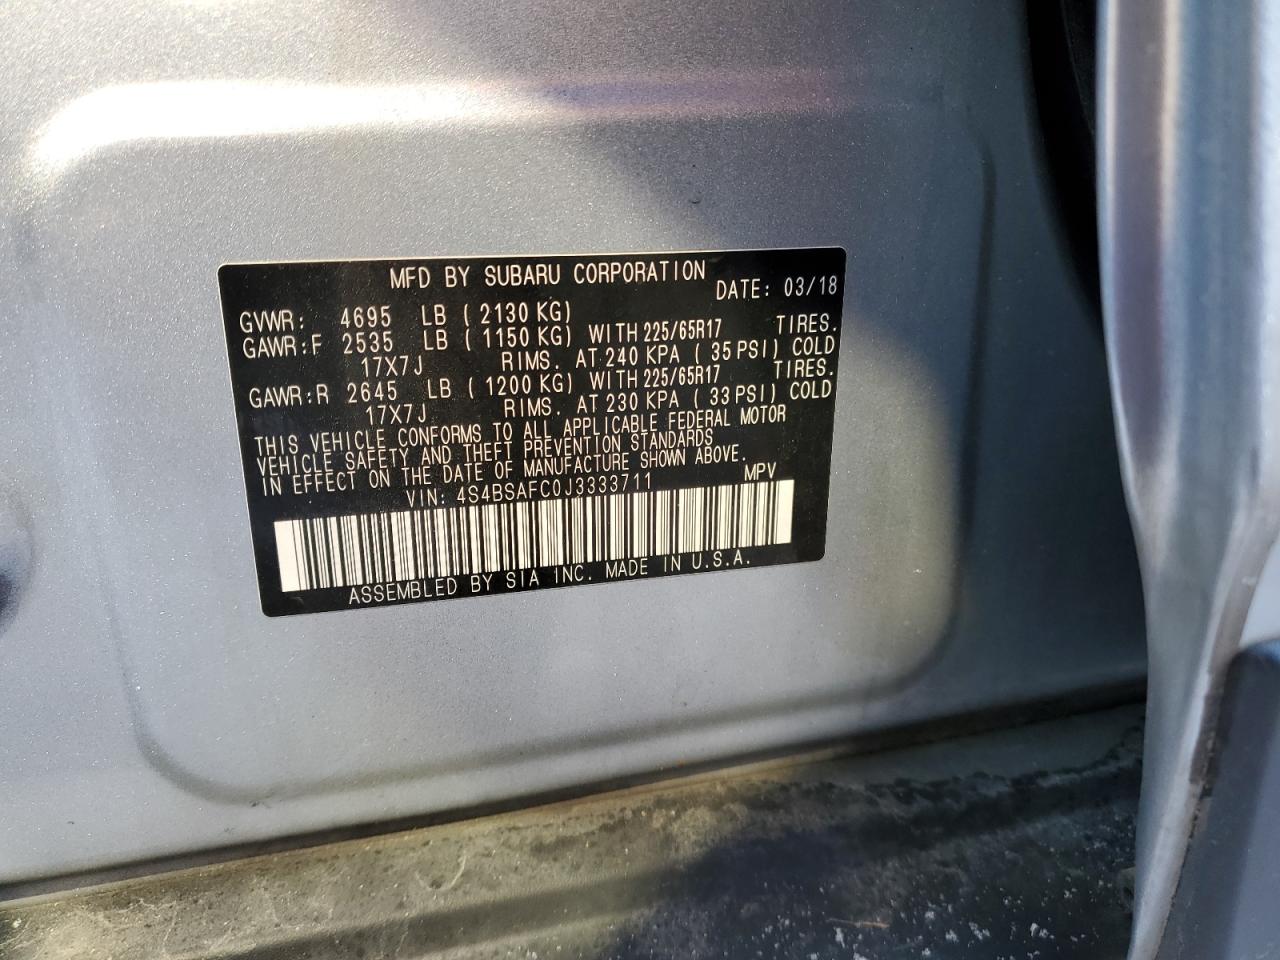 MFD BY SUBARU CORPORATION
DATE: 03/18
GVWR: 4695 LB (2130 KG)
GAWR:F 2535 LB (1150 KG) WITH 225/65R17 TIRES.
17X7J RIMS. AT 240 KPA (35 PSI) COLD
GAWR:R 2645 LB (1200 KG) WITH 225/65R17 TIRES.
17X7J RIMS. AT 230 KPA (33 PSI) COLD
THIS VEHICLE CONFORMS TO ALL APPLICABLE FEDERAL MOTOR
VEHICLE SAFETY AND THEFT PREVENTION STANDARDS
IN EFFECT ON THE DATE OF MANUFACTURE SHOWN ABOVE.
VIN: 4S4BSAFC0J3333711 MPV
ASSEMBLED BY SIA INC. MADE IN U.S.A.